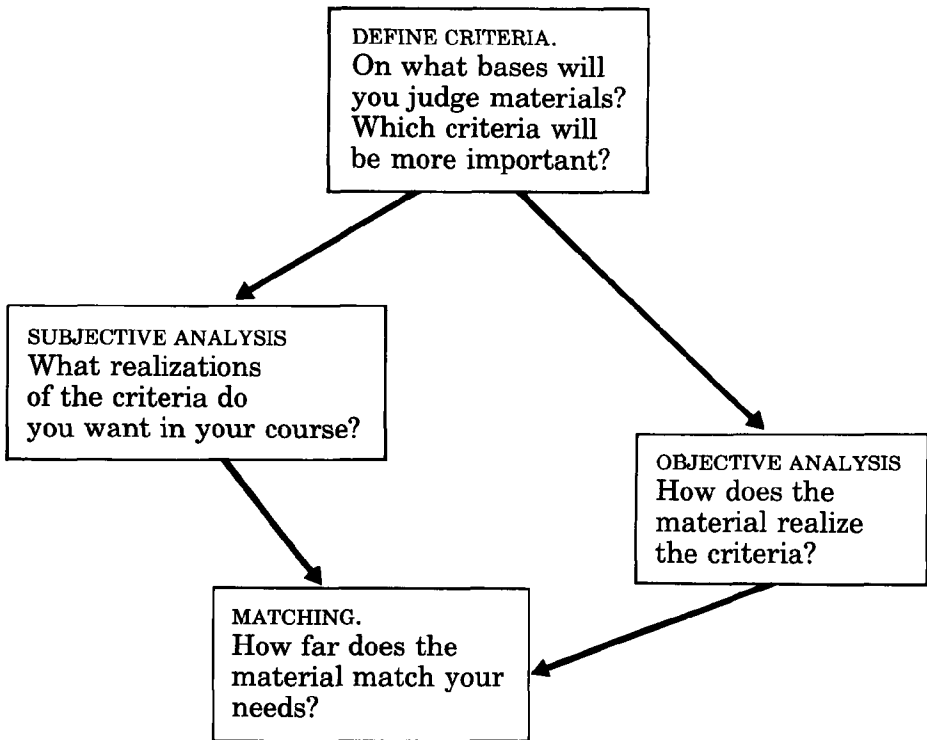 DEFINE CRITERIA.
On what bases will
you judge materials?
Which criteria will
be more important?
SUBJECTIVE ANALYSIS
What realizations
of the criteria do
you want in your course?
OBJECTIVE ANALYSIS
How does the
material realize
the criteria?
MATCHING.
How far does the
material match your
needs?